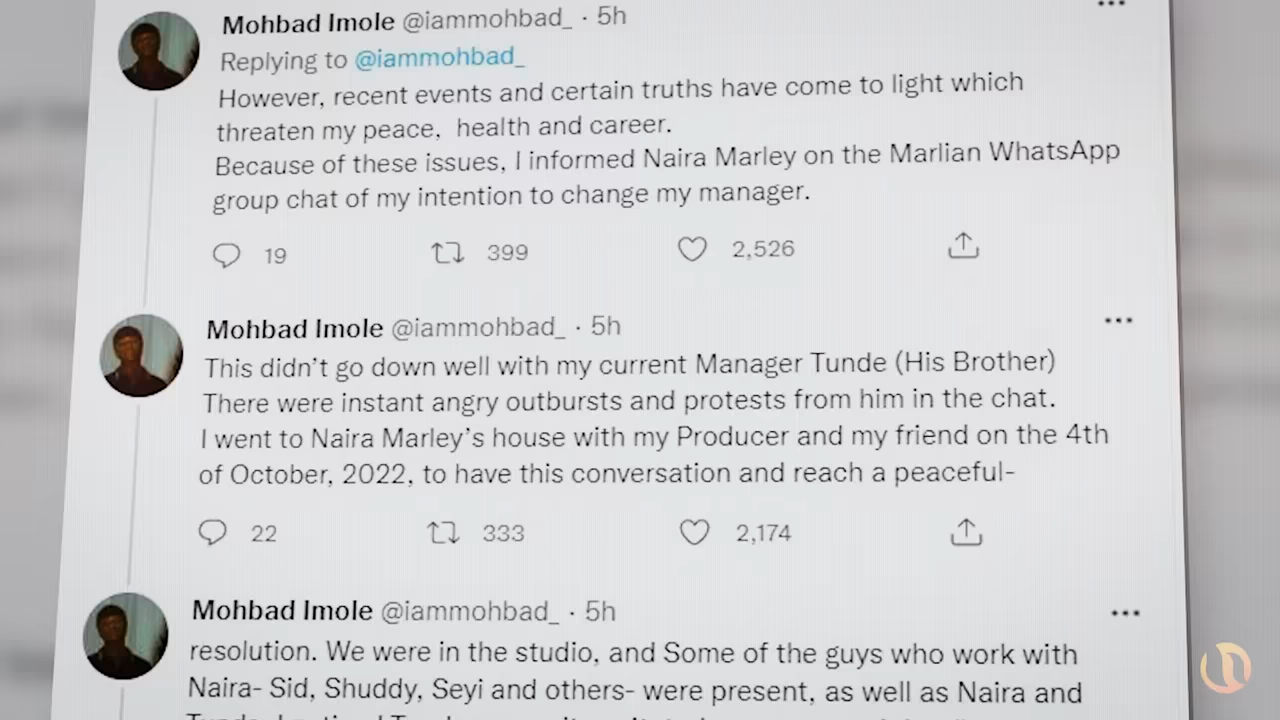 Mohbad Imole @iammohbad_ · 5h
Replying to @iammohbad_
However, recent events and certain truths have come to light which
threaten my peace, health and career.
Because of these issues, I informed Naira Marley on the Marlian WhatsApp
group chat of my intention to change my manager.
19 399 2,526
Mohbad Imole @iammohbad_ · 5h
This didn't go down well with my current Manager Tunde (His Brother)
There were instant angry outbursts and protests from him in the chat.
I went to Naira Marley's house with my Producer and my friend on the 4th
of October, 2022, to have this conversation and reach a peaceful-
22 333 2,174
Mohbad Imole @iammohbad_ · 5h
resolution. We were in the studio, and Some of the guys who work with
Naira- Sid, Shuddy, Seyi and others- were present, as well as Naira and